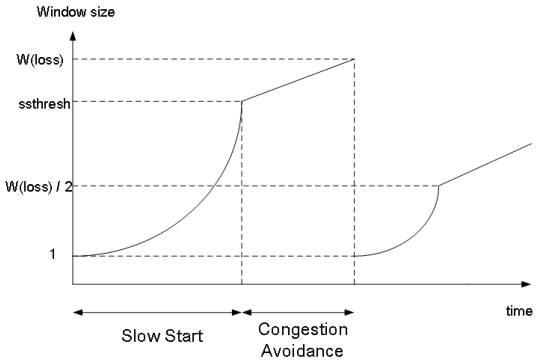 Window size
W(loss)
ssthresh
W(loss) / 2
1
time
Slow Start
Congestion
Avoidance